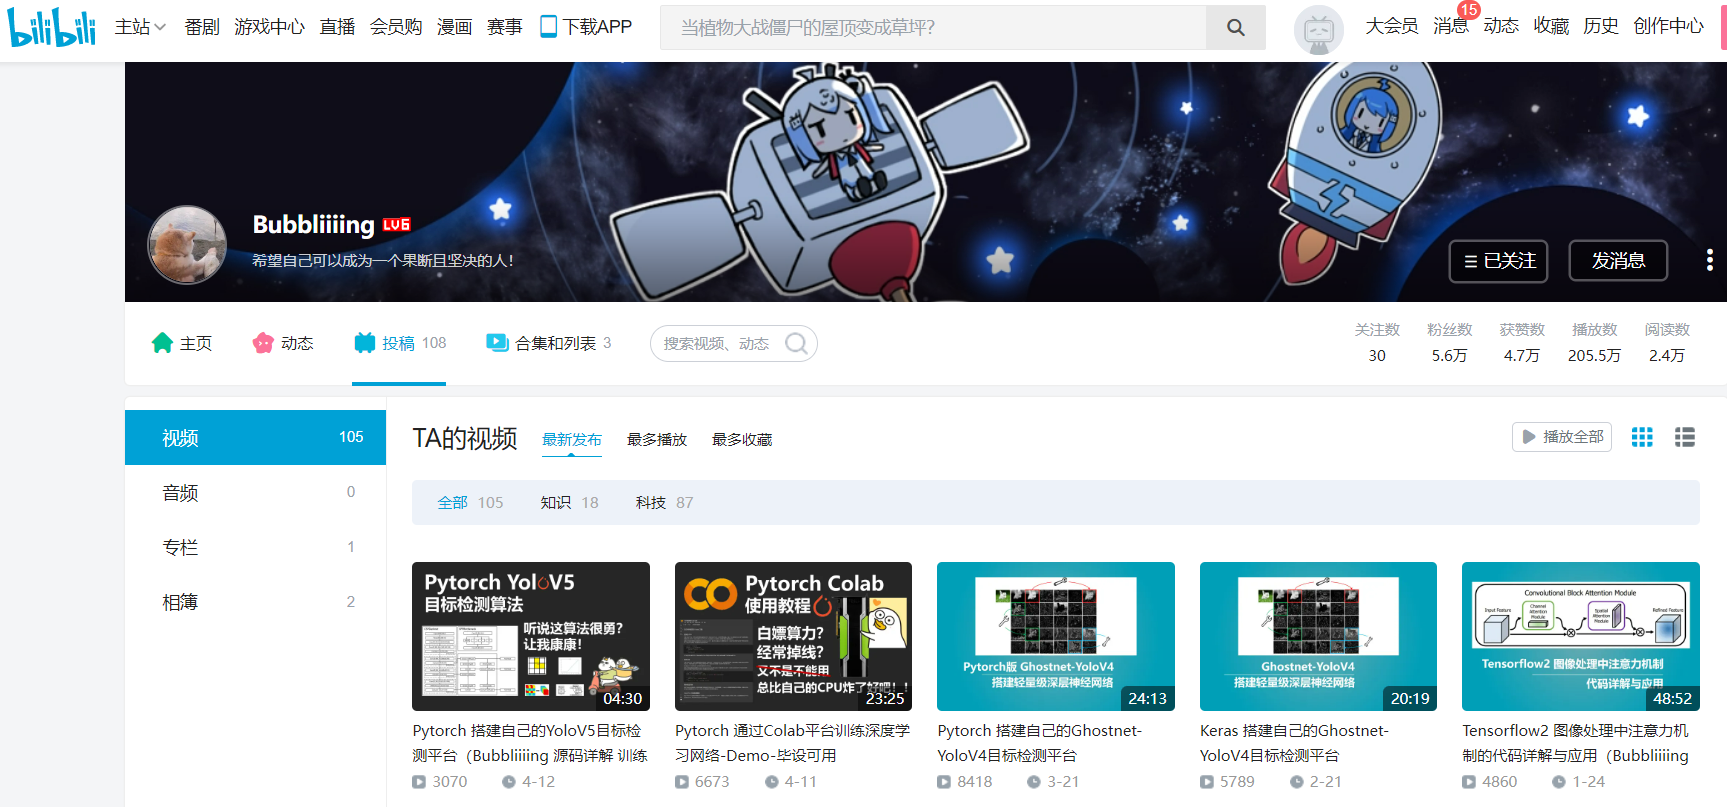 bilibili
主站
番剧
游戏中心
直播
会员购
漫画
赛事
下载APP
当植物大战僵尸的屋顶变成草坪?
大会员
消息
15
动态
收藏
历史
创作中心
Bubbliiiing
LV6
希望自己可以成为一个果断且坚决的人!
已关注
发消息
主页
动态
投稿 108
合集和列表 3
搜索视频、动态
关注数
30
粉丝数
5.6万
获赞数
4.7万
播放数
205.5万
阅读数
2.4万
视频 105
音频 0
专栏 1
相簿 2
TA的视频
最新发布
最多播放
最多收藏
播放全部
全部 105
知识 18
科技 87
Pytorch YoloV5
目标检测算法
听说这算法很勇?
让我康康!
04:30
Pytorch 搭建自己的YoloV5目标检
测平台（Bubbliiiing 源码详解 训练
3070
4-12
Pytorch Colab
使用教程
白嫖算力?
经常掉线?
又不是不能用
总比自己的CPU炸了好吧!!
23:25
Pytorch 通过Colab平台训练深度学
习网络-Demo-毕设可用
6673
4-11
Pytorch版 Ghostnet-YoloV4
搭建轻量级深层神经网络
24:13
Pytorch 搭建自己的Ghostnet-
YoloV4目标检测平台
8418
3-21
Ghostnet-YoloV4
搭建轻量级深层神经网络
20:19
Keras 搭建自己的Ghostnet-
YoloV4目标检测平台
5789
2-21
Convolutional Block Attention Module
Input Feature
Channel Attention Module
Spatial Attention Module
Refined Feature
Tensorflow2 图像处理中注意力机制
代码详解与应用
48:52
Tensorflow2 图像处理中注意力机
制的代码详解与应用（Bubbliiiing
4860
1-24